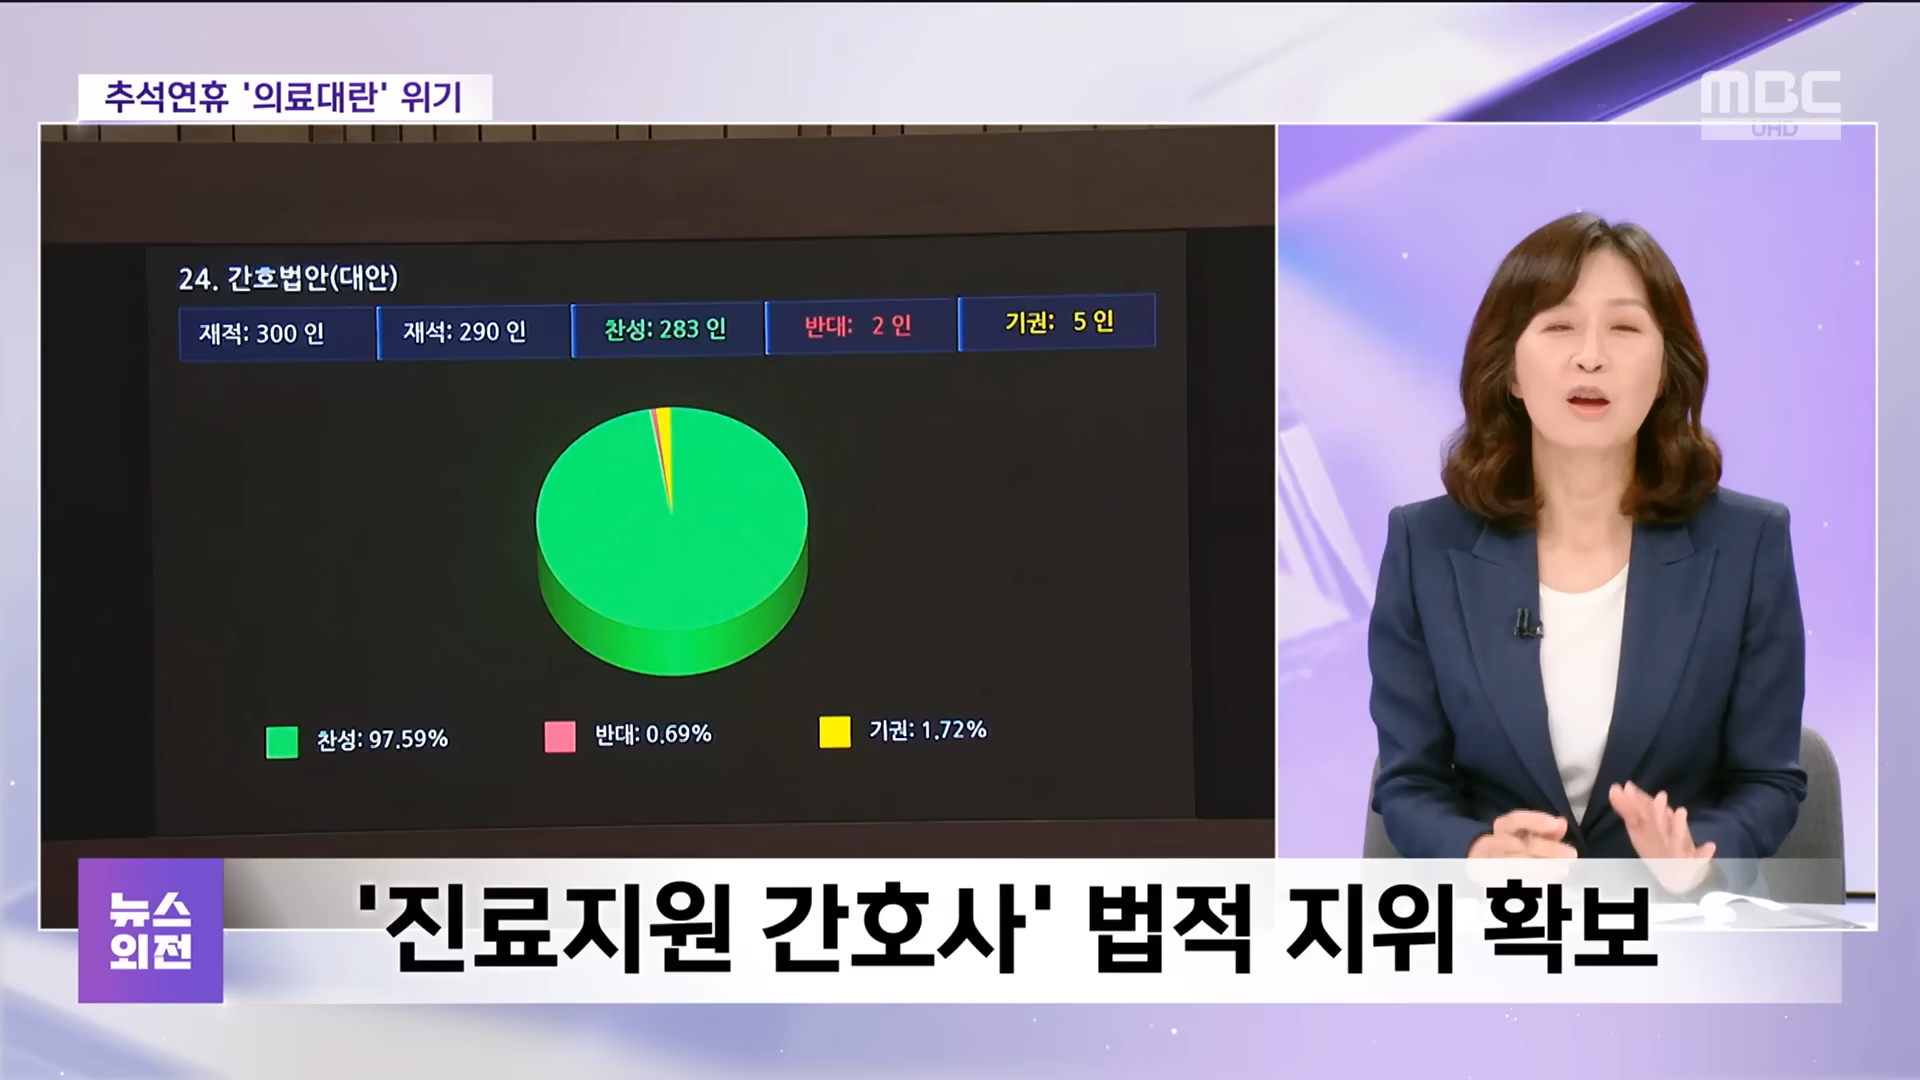 추석연휴 '의료대란' 위기
MBC
UHD
24. 간호법안(대안)
재적: 300 인 재석: 290 인 찬성: 283 인 반대: 2 인 기권: 5 인
찬성: 97.59% 반대: 0.69% 기권: 1.72%
뉴스
외전
'진료지원 간호사' 법적 지위 확보